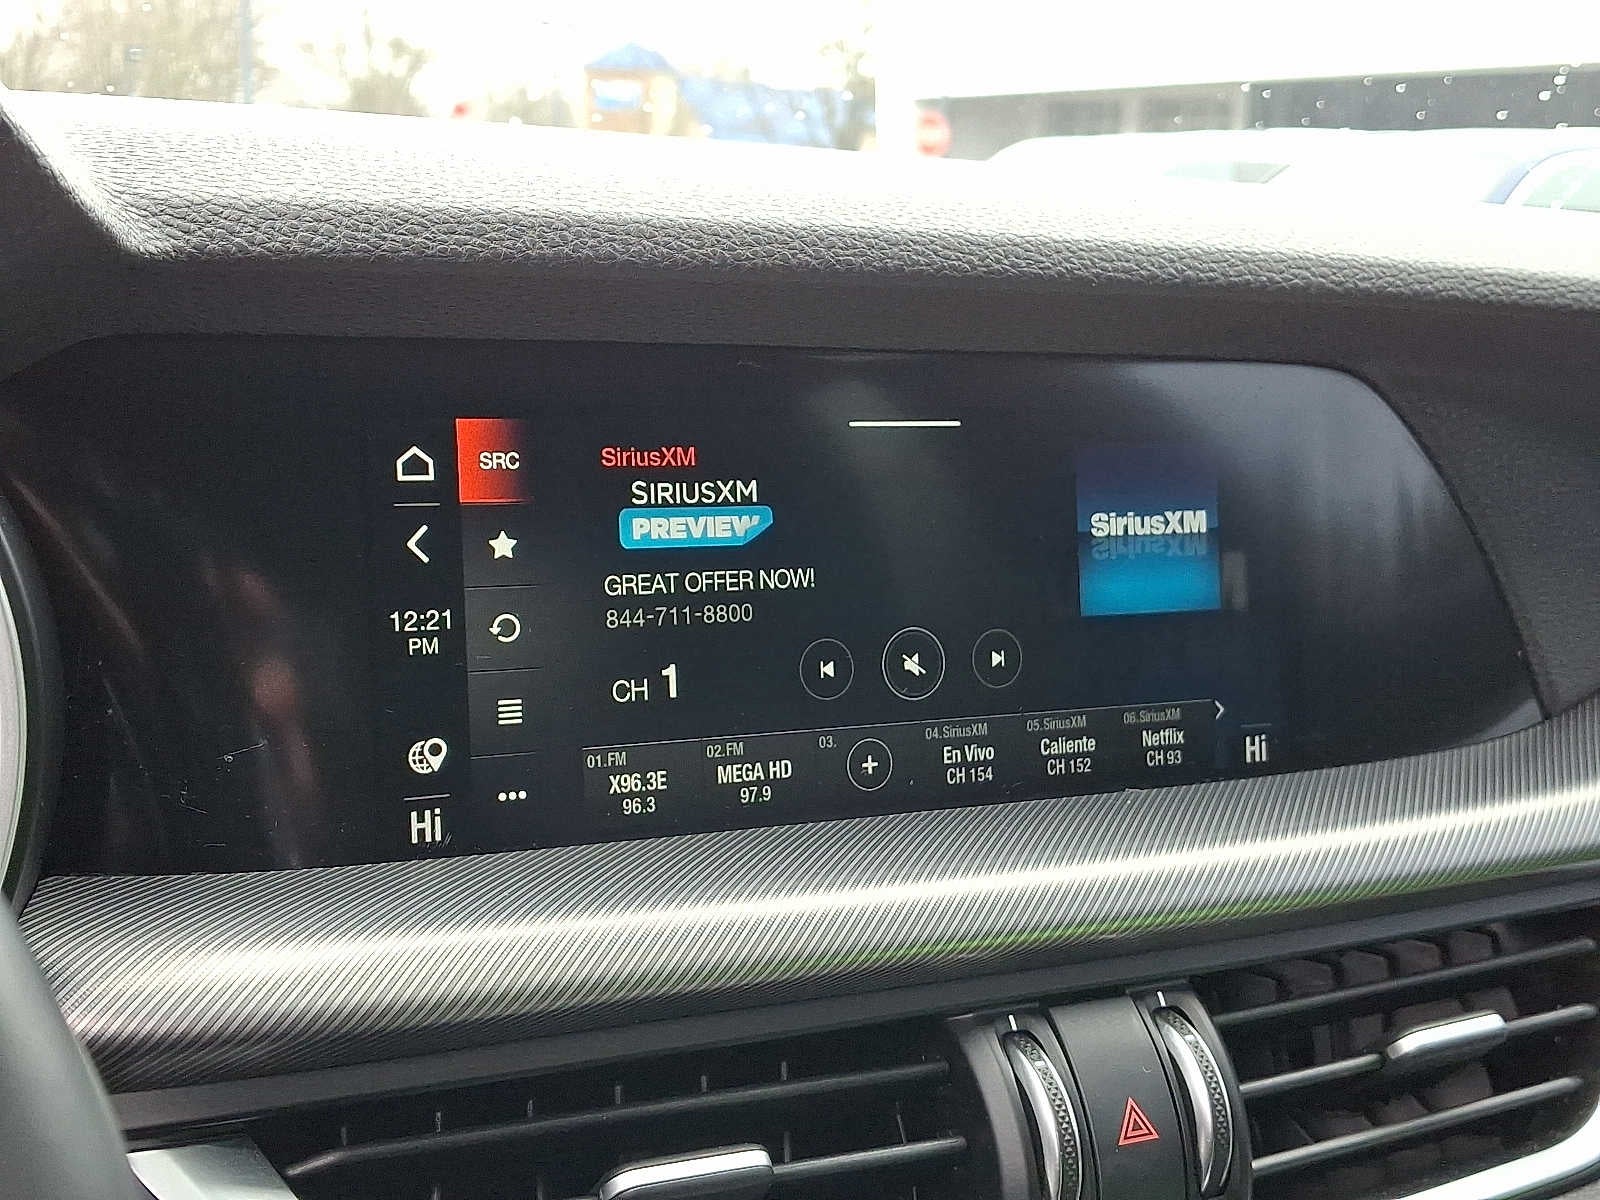 SRC
12:21
PM
Hi
SiriusXM
SIRIUSXM
PREVIEW
GREAT OFFER NOW!
844-711-8800
CH 1
SiriusXM
01.FM
X96.3E
96.3
02.FM
MEGA HD
97.9
03.
04.SiriusXM
En Vivo
CH 154
05.SiriusXM
Caliente
CH 152
06.SiriusXM
Netflix
CH 93
Hi